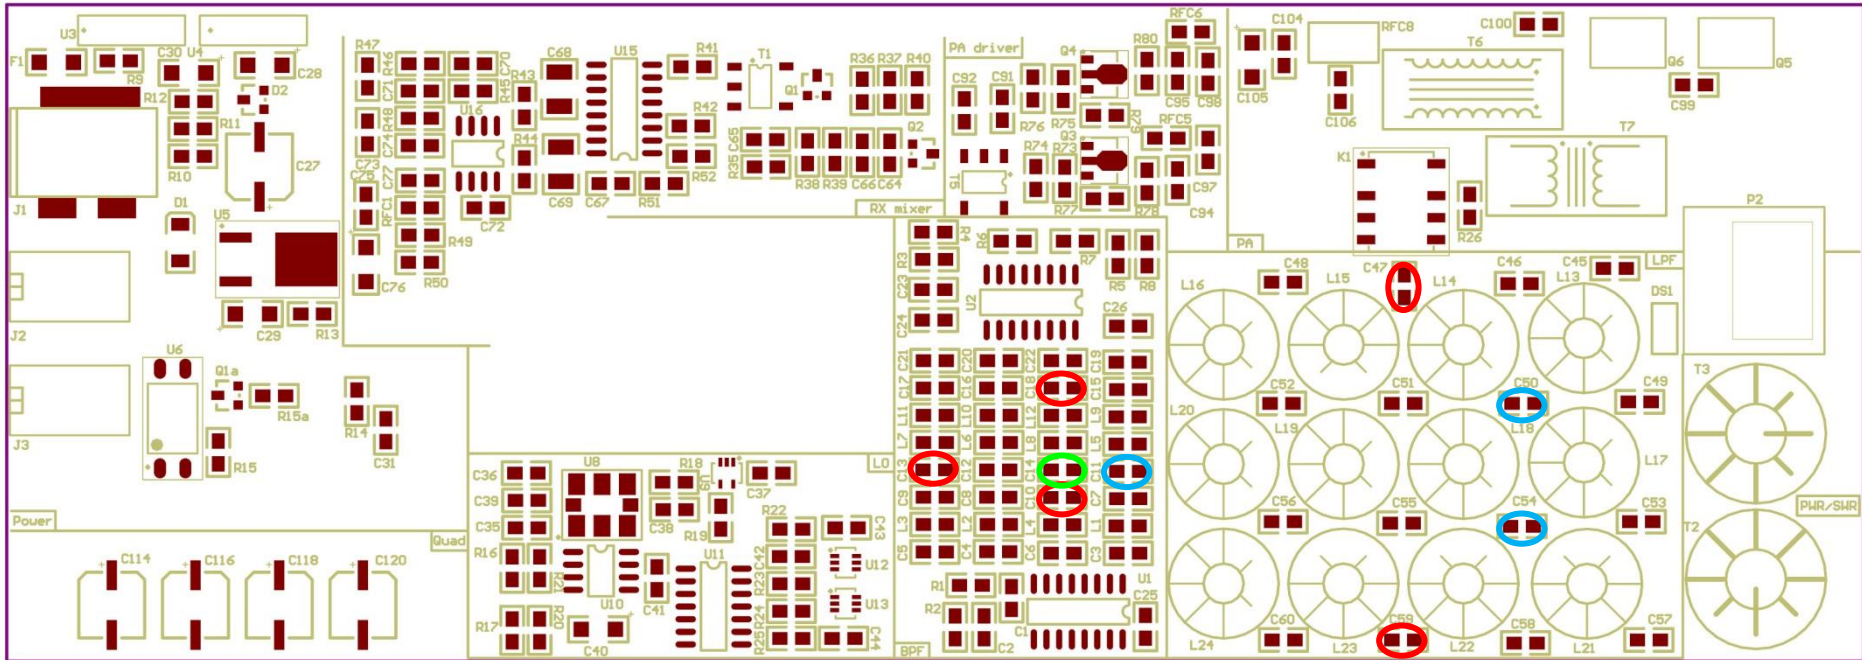 U3
F1
R9
C30
U4
C28
R12
D2
R11
R10
C27
J1
D1
U5
J2
C29
R13
U6
Q1a
R15a
J3
R15
R14
C31
Power
Quad
C114
C116
C118
C120
R47
R46
C71
R48
C74
C73
C75
C77
RFC1
R49
R50
C76
C70
R45
U16
R43
R44
C72
C68
C69
U15
C67
R51
R41
R42
R52
T1
Q1
C65
R35
R36
R37
R40
Q2
R38
R39
C66
C64
RX mixer
PA driver
C92
C91
T5
R76
R75
R74
R73
R77
Q4
Q3
R79
R80
R78
RFC6
C95
C98
RFC5
C97
C94
C104
C105
RFC8
C106
T6
C100
Q6
Q5
C99
T7
K1
R26
PA
P2
R4
R3
C23
C24
R6
R7
R5
R8
U2
C26
C21
C20
C22
C19
C17
C16
C18
C15
L11
L10
L12
L9
L7
L6
L8
L5
C13
C12
C14
C11
C9
C8
C10
C7
L3
L2
L4
L1
C5
C4
C6
C3
R1
R2
C1
C2
U1
C25
BPF
LO
C36
C39
C35
U8
R18
C38
U9
R19
C37
R16
R21
R17
R20
U10
C40
C41
U11
R22
C42
R23
R24
R25
C43
U12
U13
C44
L16
C48
L15
C47
L14
C46
L13
C45
LPF
DS1
L20
C52
L19
C51
C50
L18
C49
L17
C56
C55
C54
C53
L24
C60
L23
C59
L22
C58
L21
C57
T3
T2
PWR/SWR